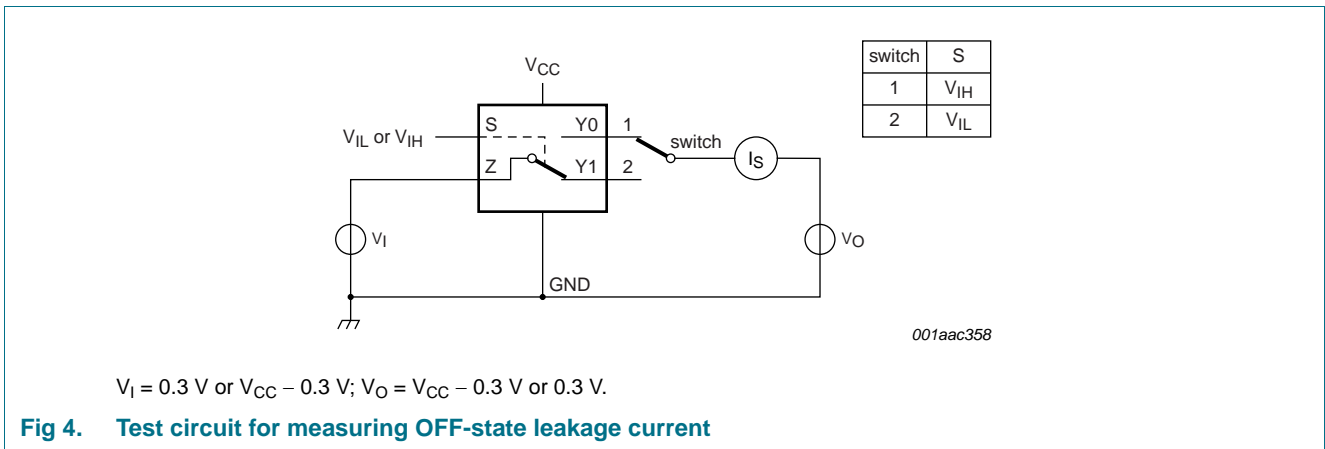 switch S
1 VIH
2 VIL
VCC
VIL or VIH
S Y0 1
switch
Z Y1 2
IS
VI
VO
GND
001aac358
VI = 0.3 V or VCC − 0.3 V; VO = VCC − 0.3 V or 0.3 V.
Fig 4. Test circuit for measuring OFF-state leakage current